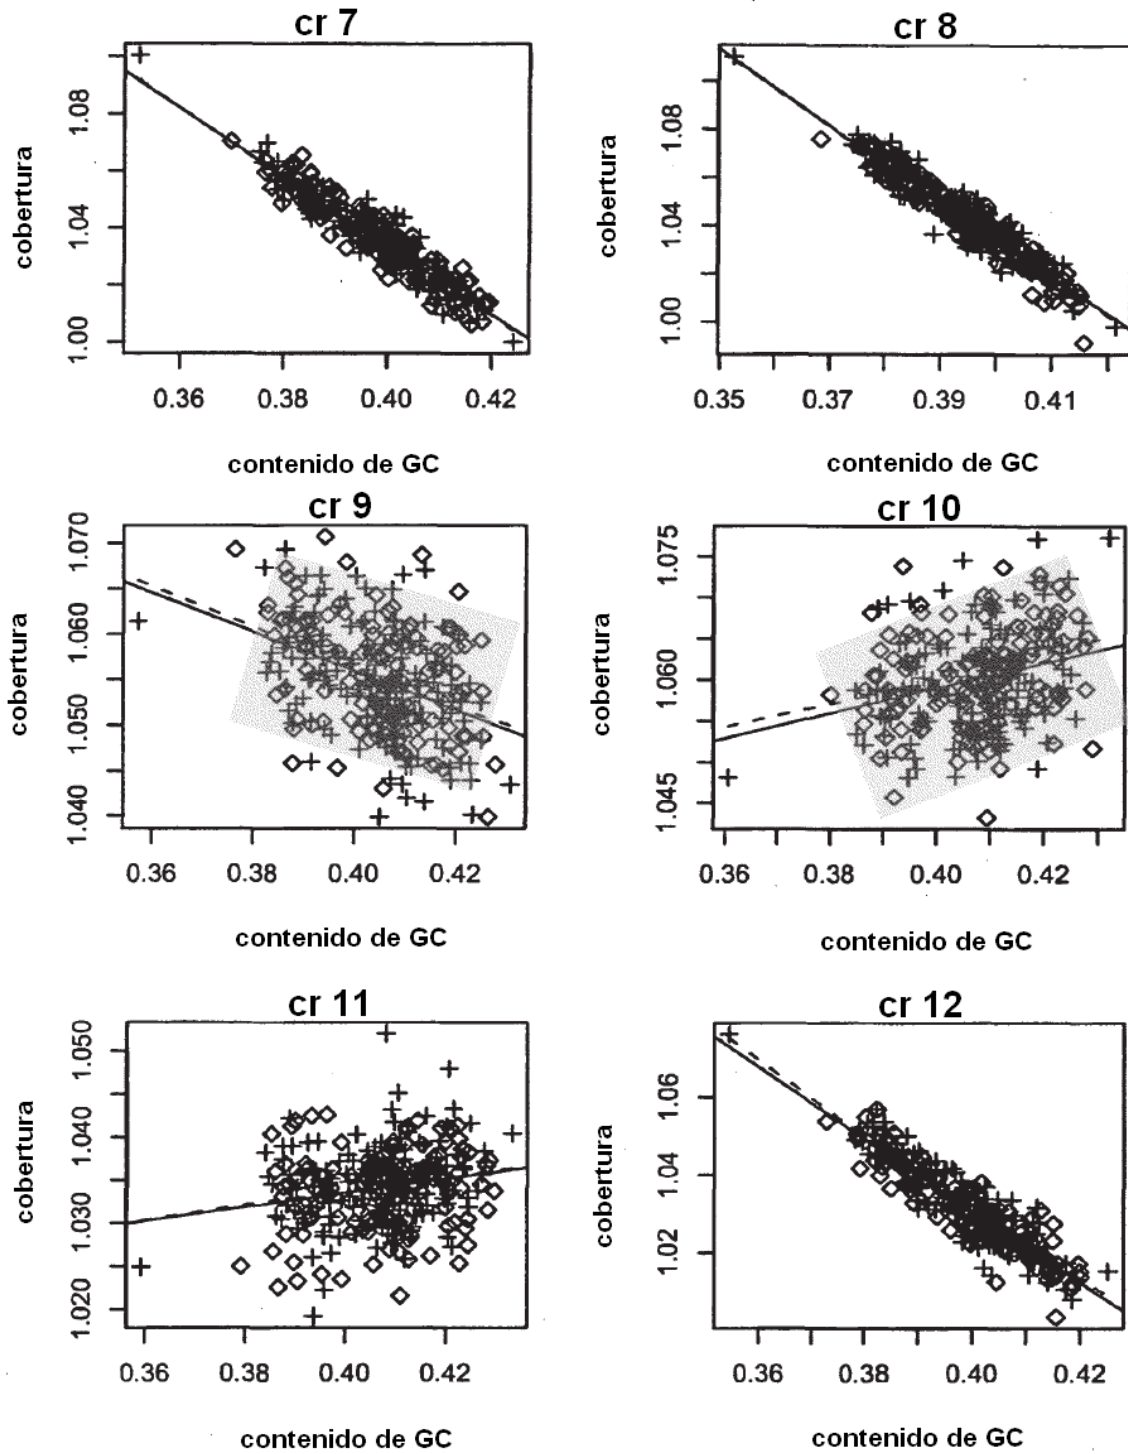 cr 7
cr 8
cobertura
1.00 1.04 1.08
0.36 0.38 0.40 0.42
contenido de GC
cobertura
1.00 1.04 1.08
0.35 0.37 0.39 0.41
contenido de GC
cr 9
cr 10
cobertura
1.040 1.050 1.060 1.070
0.36 0.38 0.40 0.42
contenido de GC
cobertura
1.045 1.060 1.075
0.36 0.38 0.40 0.42
contenido de GC
cr 11
cr 12
cobertura
1.020 1.030 1.040 1.050
0.36 0.38 0.40 0.42
contenido de GC
cobertura
1.02 1.04 1.06
0.36 0.38 0.40 0.42
contenido de GC